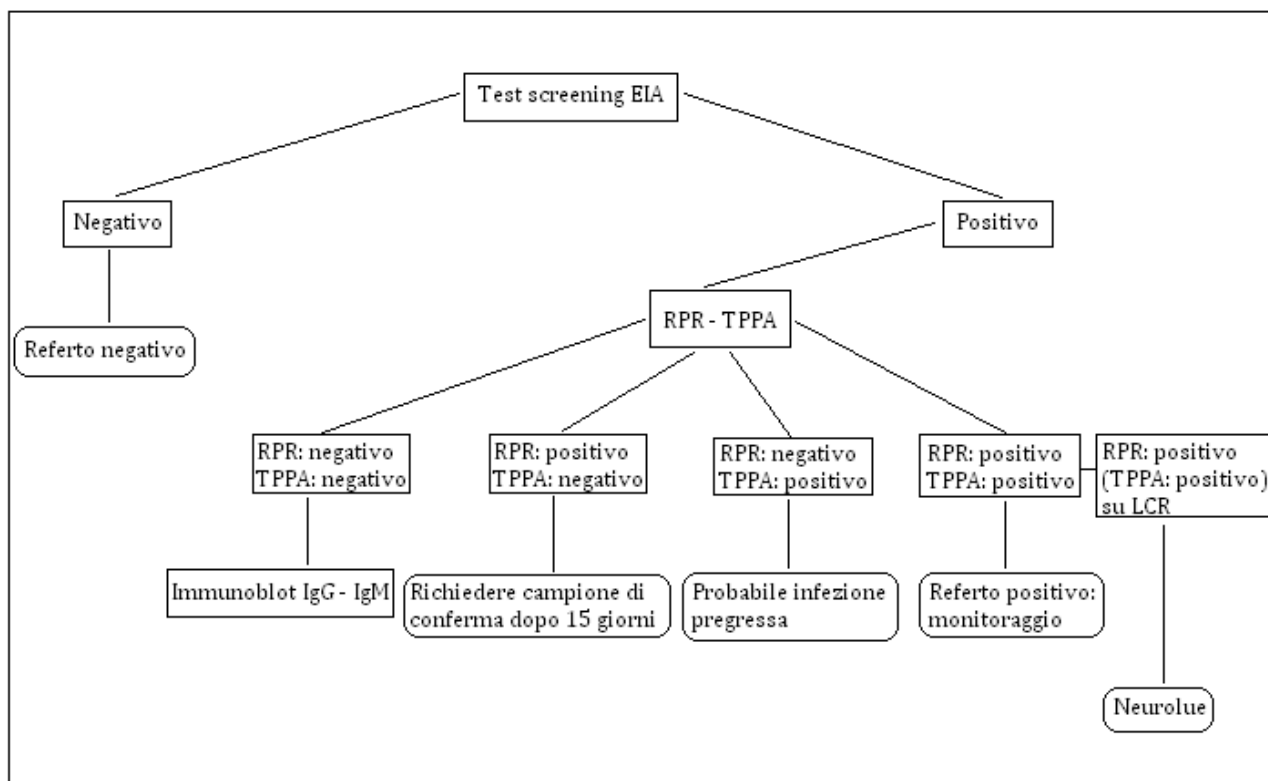 Test screening EIA
Negativo
Positivo
Referto negativo
RPR - TPPA
RPR: negativo
TPPA: negativo
RPR: positivo
TPPA: negativo
RPR: negativo
TPPA: positivo
RPR: positivo
TPPA: positivo
RPR: positivo
(TPPA: positivo)
su LCR
Immunoblot IgG - IgM
Richiedere campione di
conferma dopo 15 giorni
Probabile infezione
pregressa
Referto positivo:
monitoraggio
Neurolue